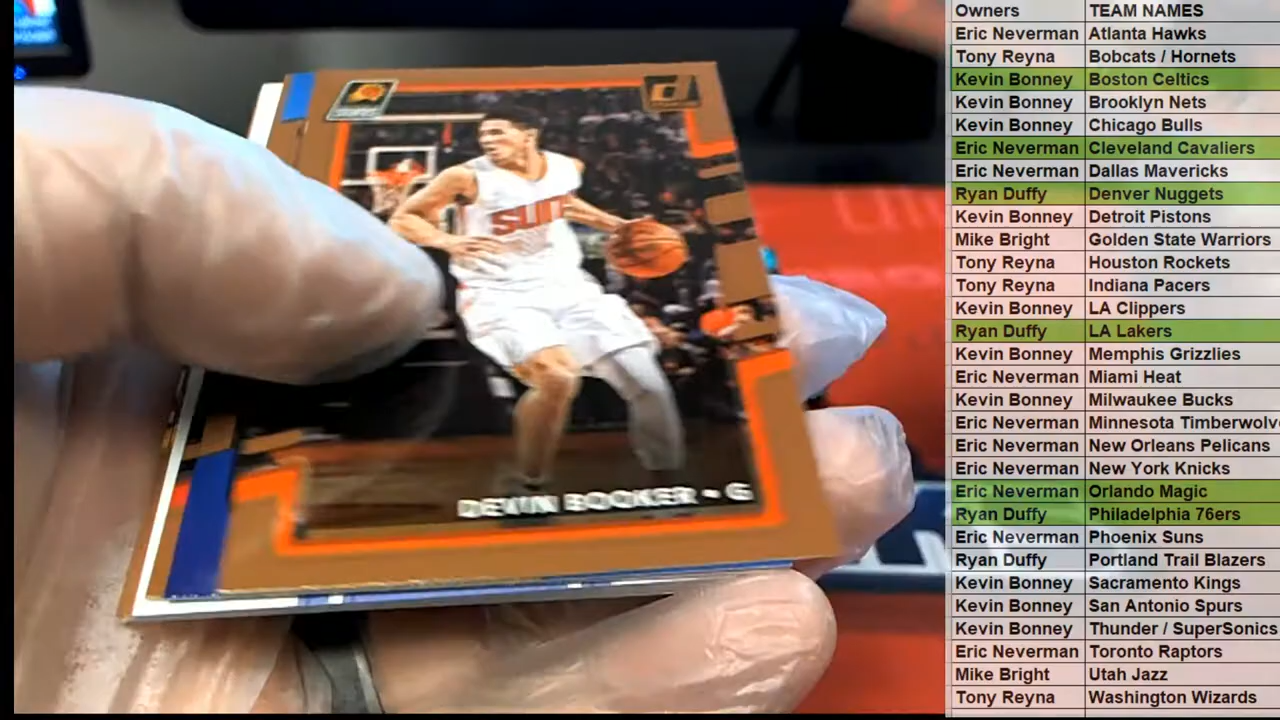 SUNS
DEVIN BOOKER - G
Owners TEAM NAMES
Eric Neverman Atlanta Hawks
Tony Reyna Bobcats / Hornets
Kevin Bonney Boston Celtics
Kevin Bonney Brooklyn Nets
Kevin Bonney Chicago Bulls
Eric Neverman Cleveland Cavaliers
Eric Neverman Dallas Mavericks
Ryan Duffy Denver Nuggets
Kevin Bonney Detroit Pistons
Mike Bright Golden State Warriors
Tony Reyna Houston Rockets
Tony Reyna Indiana Pacers
Kevin Bonney LA Clippers
Ryan Duffy LA Lakers
Kevin Bonney Memphis Grizzlies
Eric Neverman Miami Heat
Kevin Bonney Milwaukee Bucks
Eric Neverman Minnesota Timberwolve
Eric Neverman New Orleans Pelicans
Eric Neverman New York Knicks
Eric Neverman Orlando Magic
Ryan Duffy Philadelphia 76ers
Eric Neverman Phoenix Suns
Ryan Duffy Portland Trail Blazers
Kevin Bonney Sacramento Kings
Kevin Bonney San Antonio Spurs
Kevin Bonney Thunder / SuperSonics
Eric Neverman Toronto Raptors
Mike Bright Utah Jazz
Tony Reyna Washington Wizards